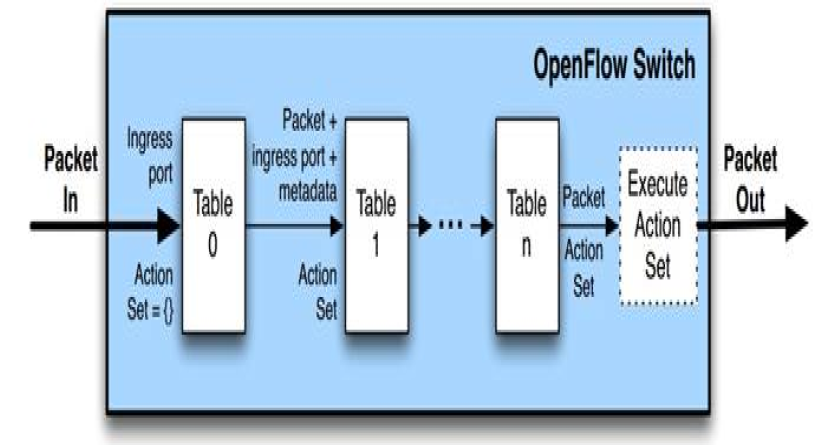 OpenFlow Switch
Packet
In
Ingress
port
Action
Set = {}
Table
0
Packet +
ingress port +
metadata
Action
Set
Table
1
...
Table
n
Packet
Action
Set
Execute
Action
Set
Packet
Out